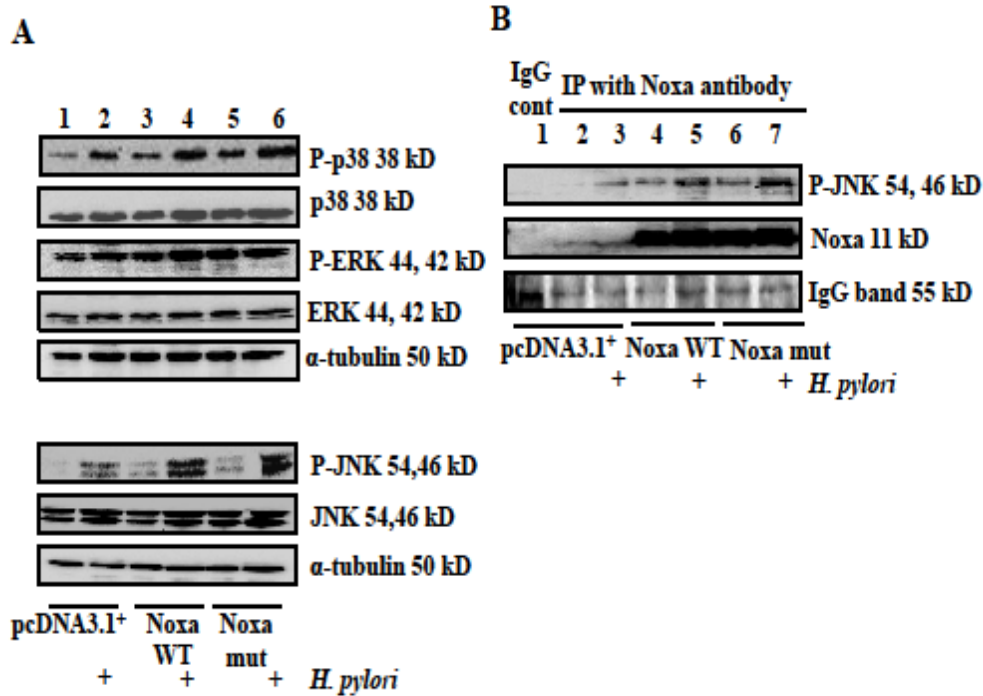 A
1 2 3 4 5 6
P-p38 38 kD
p38 38 kD
P-ERK 44, 42 kD
ERK 44, 42 kD
α-tubulin 50 kD
P-JNK 54,46 kD
JNK 54,46 kD
α-tubulin 50 kD
pcDNA3.1⁺ Noxa WT Noxa mut
+ + + H. pylori
B
IgG cont IP with Noxa antibody
1 2 3 4 5 6 7
P-JNK 54, 46 kD
Noxa 11 kD
IgG band 55 kD
pcDNA3.1⁺ Noxa WT Noxa mut
+ + + H. pylori